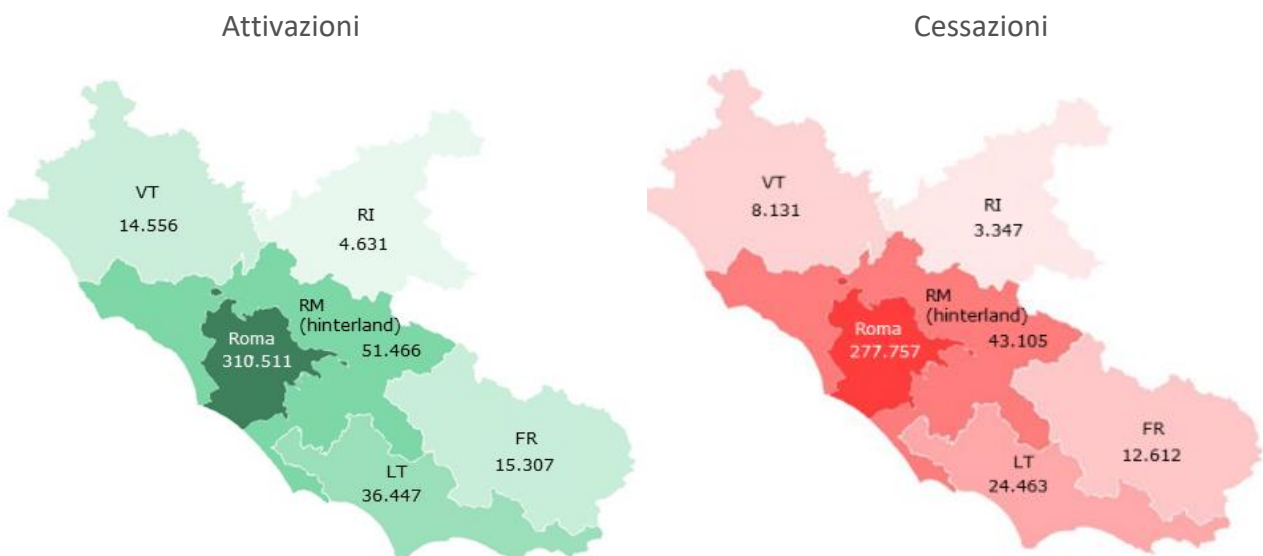 Attivazioni
VT
14.556
RI
4.631
RM
(hinterland)
51.466
Roma
310.511
FR
15.307
LT
36.447
Cessazioni
VT
8.131
RI
3.347
RM
(hinterland)
43.105
Roma
277.757
FR
12.612
LT
24.463